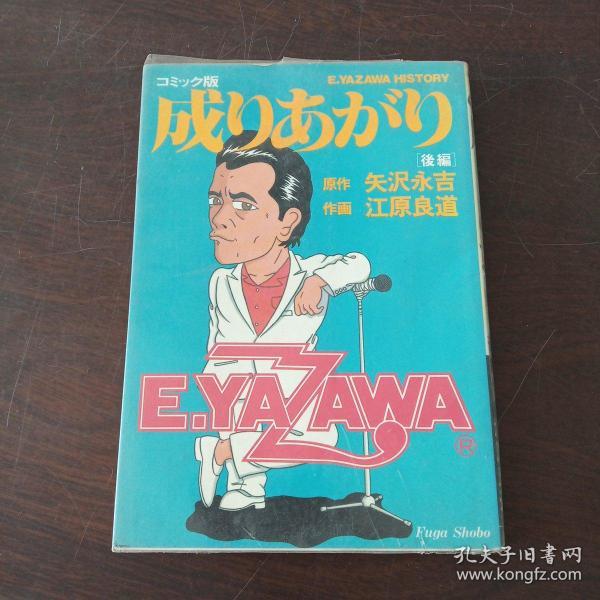 コミック版
E.YAZAWA HISTORY
成りあがり
[後編]
原作 矢沢永吉
作画 江原良道
E.YAZAWA
®
Fuga Shobo
孔夫子旧书网
www.kongfz.com